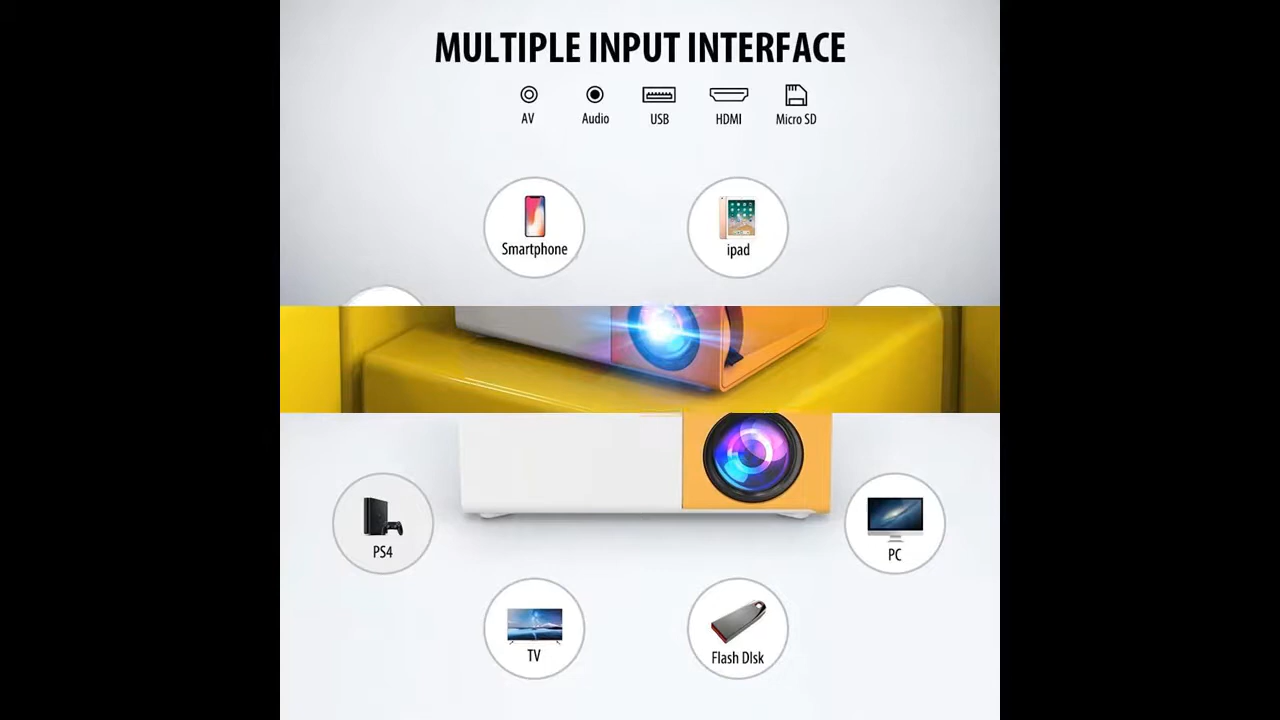 MULTIPLE INPUT INTERFACE
AV Audio USB HDMI Micro SD
Smartphone ipad
PS4 PC
TV Flash DIsk